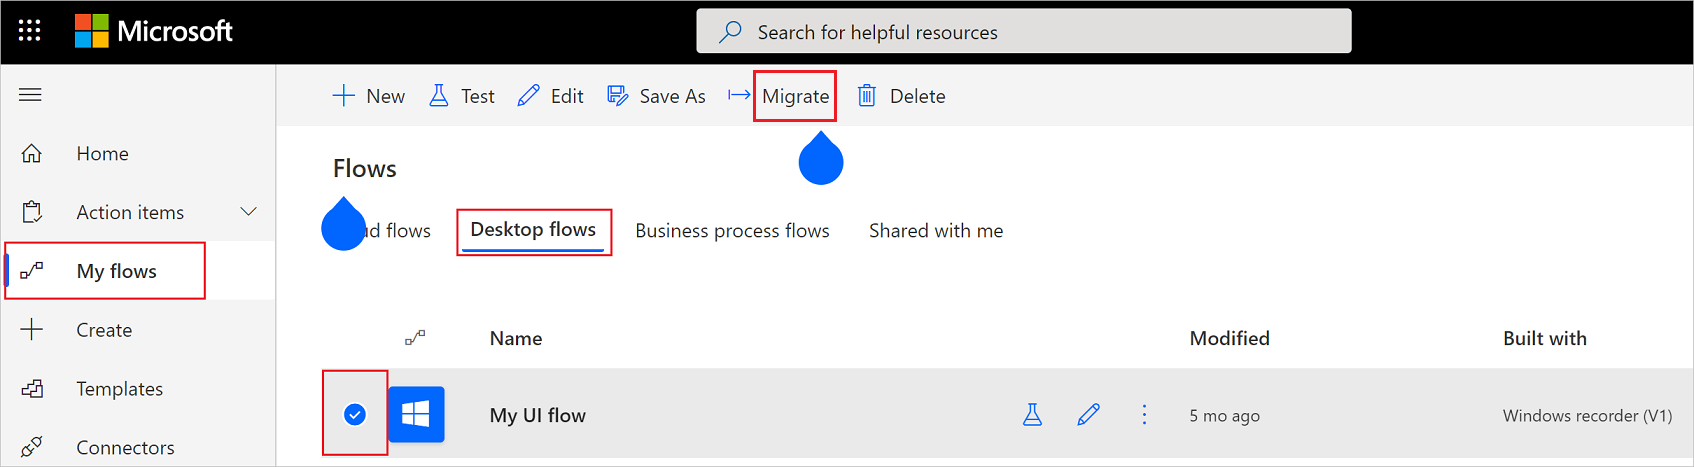 Microsoft
Search for helpful resources
New Test Edit Save As Migrate Delete
Home
Action items
My flows
Create
Templates
Connectors
Flows
flows Desktop flows Business process flows Shared with me
Name Modified Built with
My UI flow 5 mo ago Windows recorder (V1)